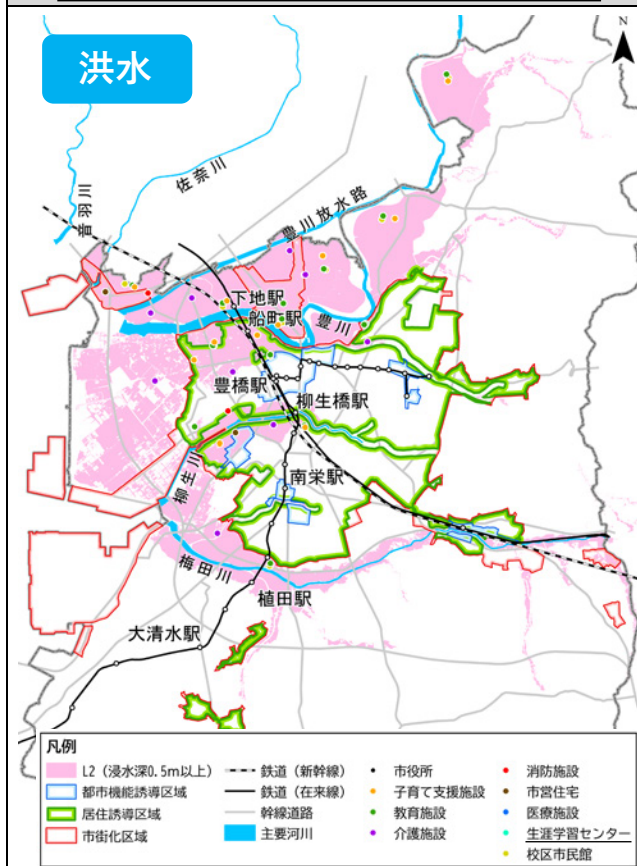 洪水
N
佐奈川
音羽川
豊川放水路
下地駅
船町駅
豊川
豊橋駅
柳生橋駅
南栄駅
柳生川
梅田川
植田駅
大清水駅
凡例
L2（浸水深0.5m以上）
都市機能誘導区域
居住誘導区域
市街化区域
鉄道（新幹線）
鉄道（在来線）
幹線道路
主要河川
市役所
子育て支援施設
教育施設
介護施設
消防施設
市営住宅
医療施設
生涯学習センター
校区市民館